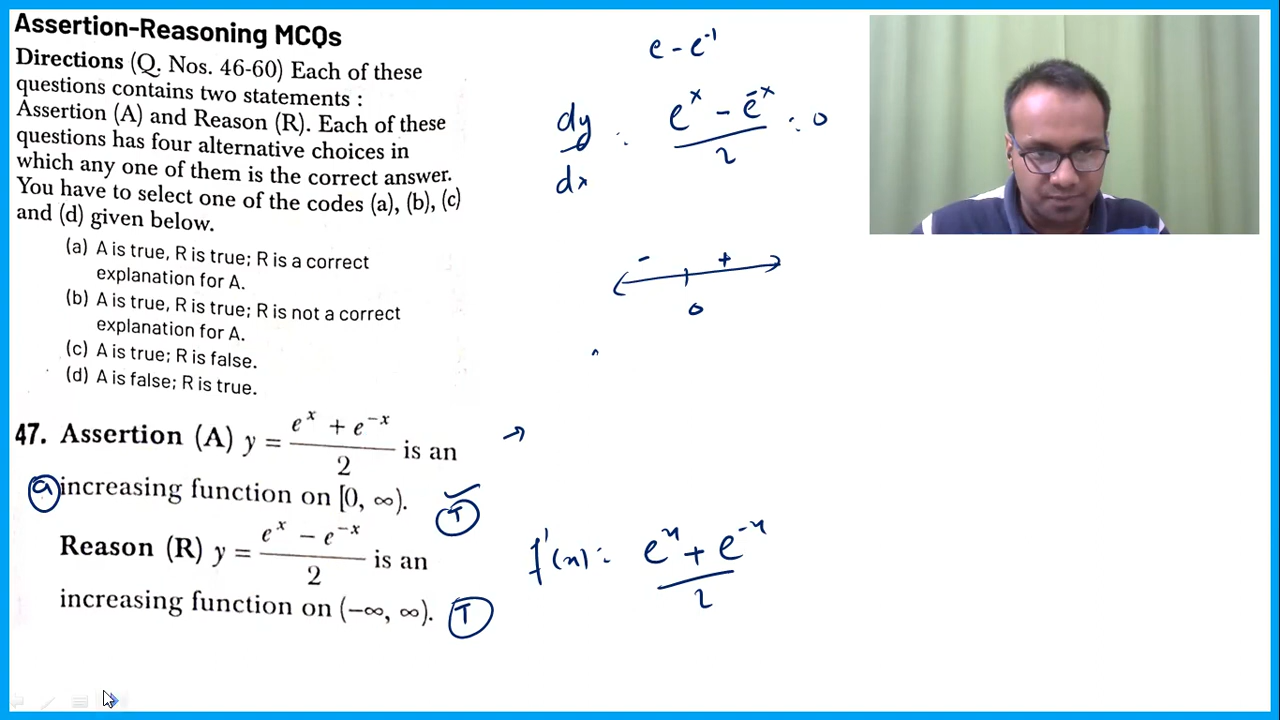 Assertion-Reasoning MCQs
Directions (Q. Nos. 46-60) Each of these
questions contains two statements :
Assertion (A) and Reason (R). Each of these
questions has four alternative choices in
which any one of them is the correct answer.
You have to select one of the codes (a), (b), (c)
and (d) given below.
(a) A is true, R is true; R is a correct
explanation for A.
(b) A is true, R is true; R is not a correct
explanation for A.
(c) A is true; R is false.
(d) A is false; R is true.
47. Assertion (A) y = (e^x + e^-x)/2 is an
increasing function on [0, ∞).
Reason (R) y = (e^x - e^-x)/2 is an
increasing function on (−∞, ∞).
a
T
T
e - e^-1
dy/dx : (e^x - e^-x)/2 : 0
- +
0
→
f'(x) : (e^x + e^-x)/2